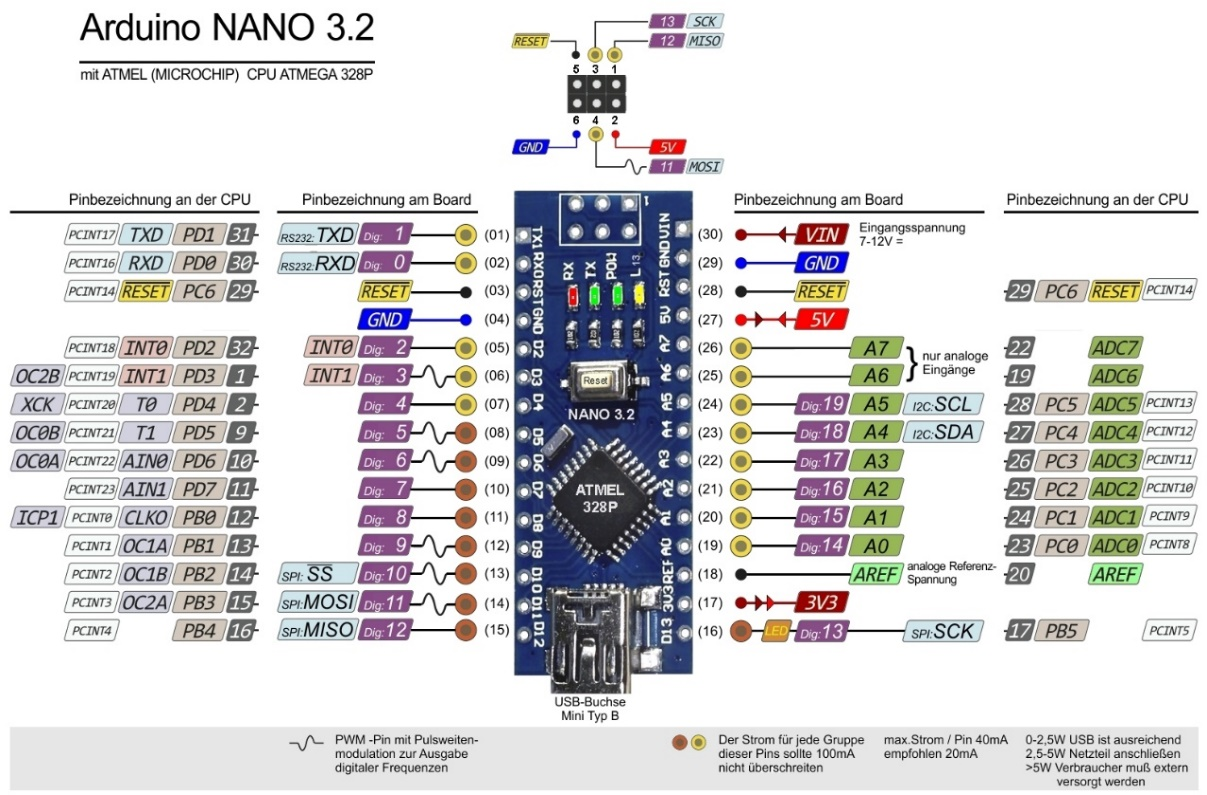 Arduino NANO 3.2
mit ATMEL (MICROCHIP) CPU ATMEGA 328P
13 SCK
RESET 12 MISO
5 3 1
6 4 2
GND 5V
11 MOSI
Pinbezeichnung an der CPU Pinbezeichnung am Board Pinbezeichnung am Board Pinbezeichnung an der CPU
PCINT17 TXD PD1 31 RS232:TXD Dig: 1 (01) TX1 VIN (30) VIN Eingangsspannung
7-12V =
PCINT16 RXD PD0 30 RS232:RXD Dig: 0 (02) RX0 GND (29) GND
PCINT14 RESET PC6 29 RESET (03) RST RST (28) RESET 29 PC6 RESET PCINT14
GND (04) GND 5V (27) 5V
PCINT18 INT0 PD2 32 INT0 Dig: 2 (05) D2 A7 (26) A7 22 ADC7
nur analoge
Eingänge
OC2B PCINT19 INT1 PD3 1 INT1 Dig: 3 (06) D3 A6 (25) A6 19 ADC6
XCK PCINT20 T0 PD4 2 Dig: 4 (07) D4 A5 (24) Dig:19 A5 I2C:SCL 28 PC5 ADC5 PCINT13
OC0B PCINT21 T1 PD5 9 Dig: 5 (08) D5 A4 (23) Dig:18 A4 I2C:SDA 27 PC4 ADC4 PCINT12
OC0A PCINT22 AIN0 PD6 10 Dig: 6 (09) D6 A3 (22) Dig:17 A3 26 PC3 ADC3 PCINT11
PCINT23 AIN1 PD7 11 Dig: 7 (10) D7 A2 (21) Dig:16 A2 25 PC2 ADC2 PCINT10
ICP1 PCINT0 CLKO PB0 12 Dig: 8 (11) D8 A1 (20) Dig:15 A1 24 PC1 ADC1 PCINT9
PCINT1 OC1A PB1 13 Dig: 9 (12) D9 A0 (19) Dig:14 A0 23 PC0 ADC0 PCINT8
PCINT2 OC1B PB2 14 SPI:SS Dig:10 (13) D10 REF (18) AREF analoge Referenz-
Spannung 20 AREF
PCINT3 OC2A PB3 15 SPI:MOSI Dig:11 (14) D11 3V3 (17) 3V3
PCINT4 PB4 16 SPI:MISO Dig:12 (15) D12 D13 (16) LED Dig:13 SPI:SCK 17 PB5 PCINT5
1
RX TX POW L 13
Reset
NANO 3.2
ATMEL
328P
USB-Buchse
Mini Typ B
PWM -Pin mit Pulsweiten-
modulation zur Ausgabe
digitaler Frequenzen
Der Strom für jede Gruppe
dieser Pins sollte 100mA
nicht überschreiten
max.Strom / Pin 40mA
empfohlen 20mA
0-2,5W USB ist ausreichend
2,5-5W Netzteil anschließen
>5W Verbraucher muß extern
versorgt werden